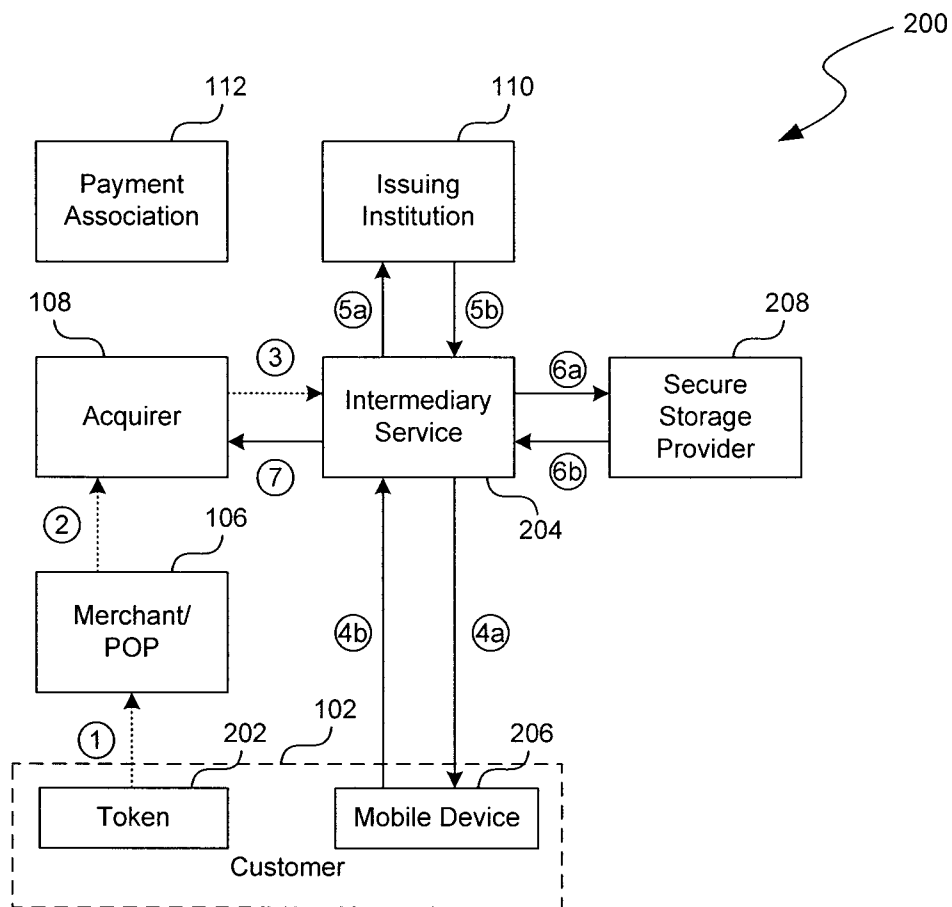 200
112
110
Payment
Association
Issuing
Institution
108
5a
5b
208
3
6a
Acquirer
Intermediary
Service
Secure
Storage
Provider
7
6b
2
106
204
Merchant/
POP
4b
4a
1
202
102
206
Token
Mobile Device
Customer